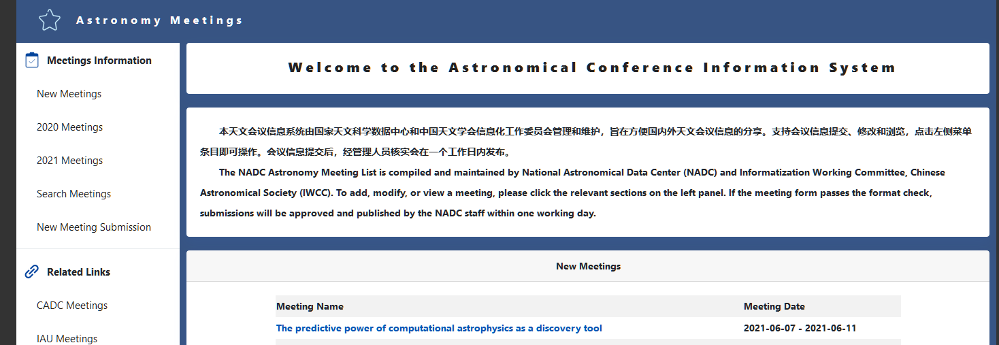 Astronomy Meetings
Meetings Information
New Meetings
2020 Meetings
2021 Meetings
Search Meetings
New Meeting Submission
Related Links
CADC Meetings
IAU Meetings
Welcome to the Astronomical Conference Information System
本天文会议信息系统由国家天文科学数据中心和中国天文学会信息化工作委员会管理和维护，旨在方便国内外天文会议信息的分享。支持会议信息提交、修改和浏览，点击左侧菜单
条目即可操作。会议信息提交后，经管理人员核实会在一个工作日内发布。
The NADC Astronomy Meeting List is compiled and maintained by National Astronomical Data Center (NADC) and Informatization Working Committee, Chinese
Astronomical Society (IWCC). To add, modify, or view a meeting, please click the relevant sections on the left panel. If the meeting form passes the format check,
submissions will be approved and published by the NADC staff within one working day.
New Meetings
Meeting Name Meeting Date
The predictive power of computational astrophysics as a discovery tool 2021-06-07 - 2021-06-11